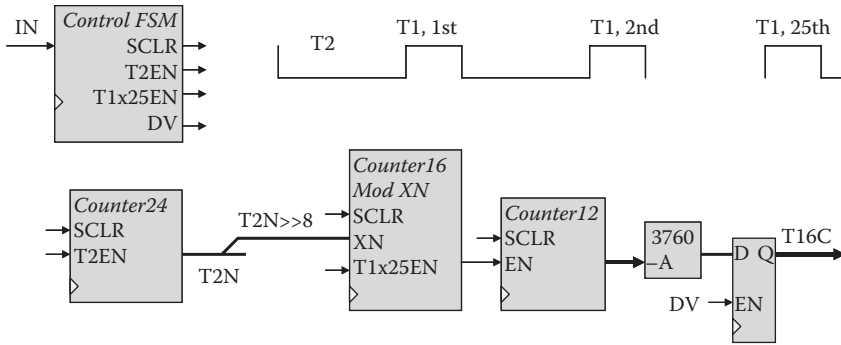 IN
Control FSM
SCLR
T2EN
T1x25EN
DV
T2
T1, 1st
T1, 2nd
T1, 25th
Counter24
SCLR
T2EN
T2N
T2N>>8
Counter16
Mod XN
SCLR
XN
T1x25EN
Counter12
SCLR
EN
3760
–A
DV
D Q
EN
T16C